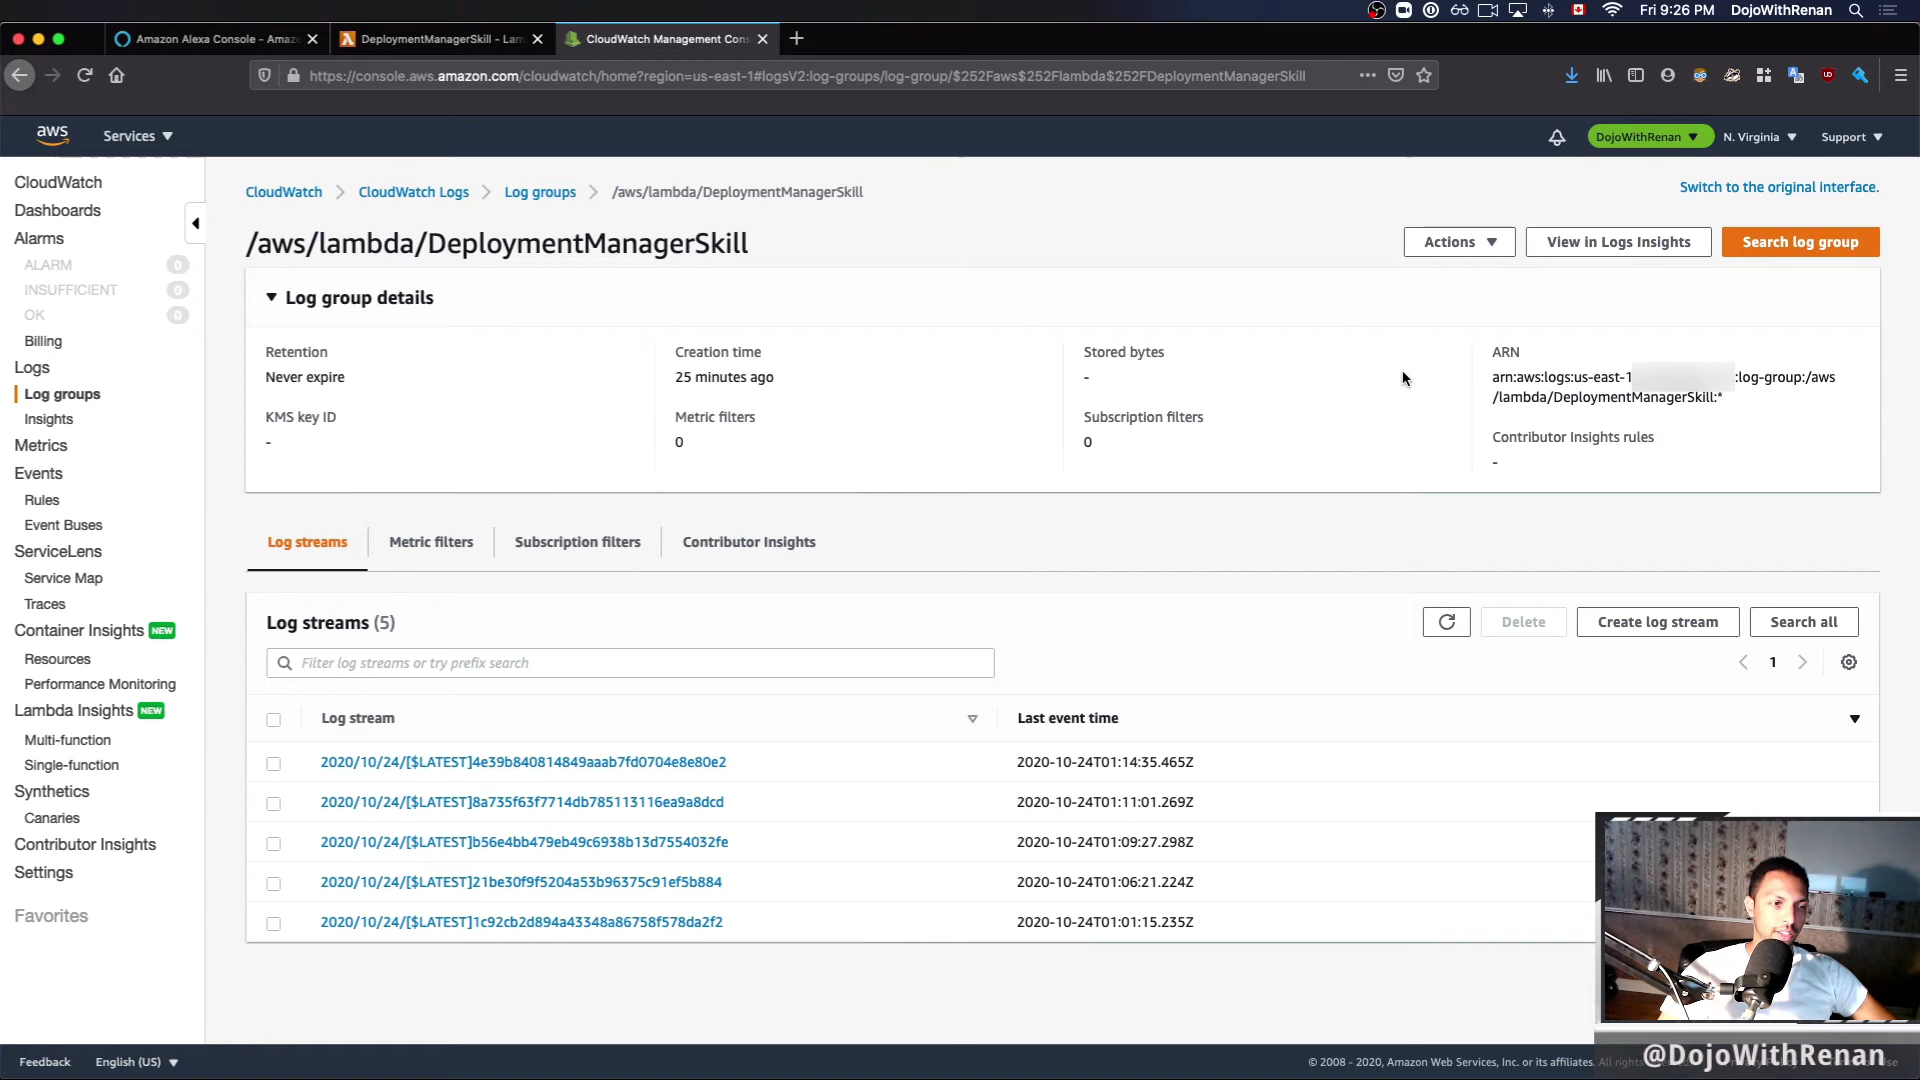 Fri 9:26 PM DojoWithRenan
Amazon Alexa Console - Amaz
DeploymentManagerSkill - Lam
CloudWatch Management Cons
https://console.aws.amazon.com/cloudwatch/home?region=us-east-1#logsV2:log-groups/log-group/$252Faws$252Flambda$252FDeploymentManagerSkill
aws
Services
DojoWithRenan
N. Virginia
Support
CloudWatch
Dashboards
Alarms
ALARM 0
INSUFFICIENT 0
OK 0
Billing
Logs
Log groups
Insights
Metrics
Events
Rules
Event Buses
ServiceLens
Service Map
Traces
Container Insights NEW
Resources
Performance Monitoring
Lambda Insights NEW
Multi-function
Single-function
Synthetics
Canaries
Contributor Insights
Settings
Favorites
CloudWatch
CloudWatch Logs
Log groups
/aws/lambda/DeploymentManagerSkill
Switch to the original interface.
/aws/lambda/DeploymentManagerSkill
Actions
View in Logs Insights
Search log group
Log group details
Retention
Never expire
KMS key ID
-
Creation time
25 minutes ago
Metric filters
0
Stored bytes
-
Subscription filters
0
ARN
arn:aws:logs:us-east-1 :log-group:/aws
/lambda/DeploymentManagerSkill:*
Contributor Insights rules
-
Log streams
Metric filters
Subscription filters
Contributor Insights
Log streams (5)
Delete
Create log stream
Search all
Filter log streams or try prefix search
1
Log stream
Last event time
2020/10/24/[$LATEST]4e39b840814849aaab7fd0704e8e80e2 2020-10-24T01:14:35.465Z
2020/10/24/[$LATEST]8a735f63f7714db785113116ea9a8dcd 2020-10-24T01:11:01.269Z
2020/10/24/[$LATEST]b56e4bb479eb49c6938b13d7554032fe 2020-10-24T01:09:27.298Z
2020/10/24/[$LATEST]21be30f9f5204a53b96375c91ef5b884 2020-10-24T01:06:21.224Z
2020/10/24/[$LATEST]1c92cb2d894a43348a86758f578da2f2 2020-10-24T01:01:15.235Z
Feedback
English (US)
© 2008 - 2020, Amazon Web Services, Inc. or its affiliates. All
@DojoWithRenan